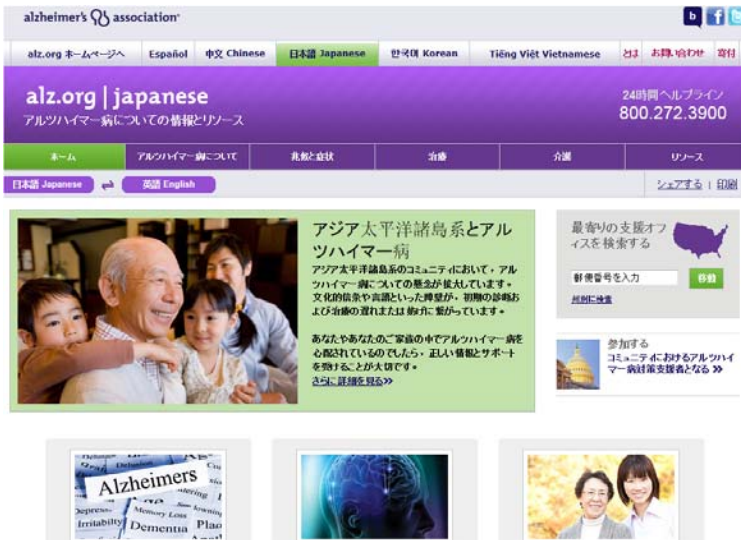 alzheimer's association
b f
alz.org ホームページへ Español 中文 Chinese 日本語 Japanese 한국어 Korean Tiếng Việt Vietnamese とは お問い合わせ 寄付
alz.org | japanese
アルツハイマー病についての情報とリソース
24時間ヘルプライン
800.272.3900
ホーム アルツハイマー病について 兆候と症状 治療 介護 リソース
日本語 Japanese 英語 English シェアする | 印刷
アジア太平洋諸島系とアル
ツハイマー病
アジア太平洋諸島系のコミュニティにおいて、アル
ツハイマー病についての懸念が拡大しています。
文化的信条や言語といった障壁が、初期の診断お
よび治療の遅れまたは妨げに繋がっています。
あなたやあなたのご家族の中でアルツハイマー病を
心配されているのでしたら、正しい情報とサポート
を受けることが大切です。
さらに詳細を見る>>
最寄りの支援オフ
ィスを検索する
郵便番号を入力 移動
州別に検索
参加する
コミュニティにおけるアルツハイ
マー病対策支援者となる >>
Alzheimers
Depress
Memory Loss
Irritability Dementia Plaq